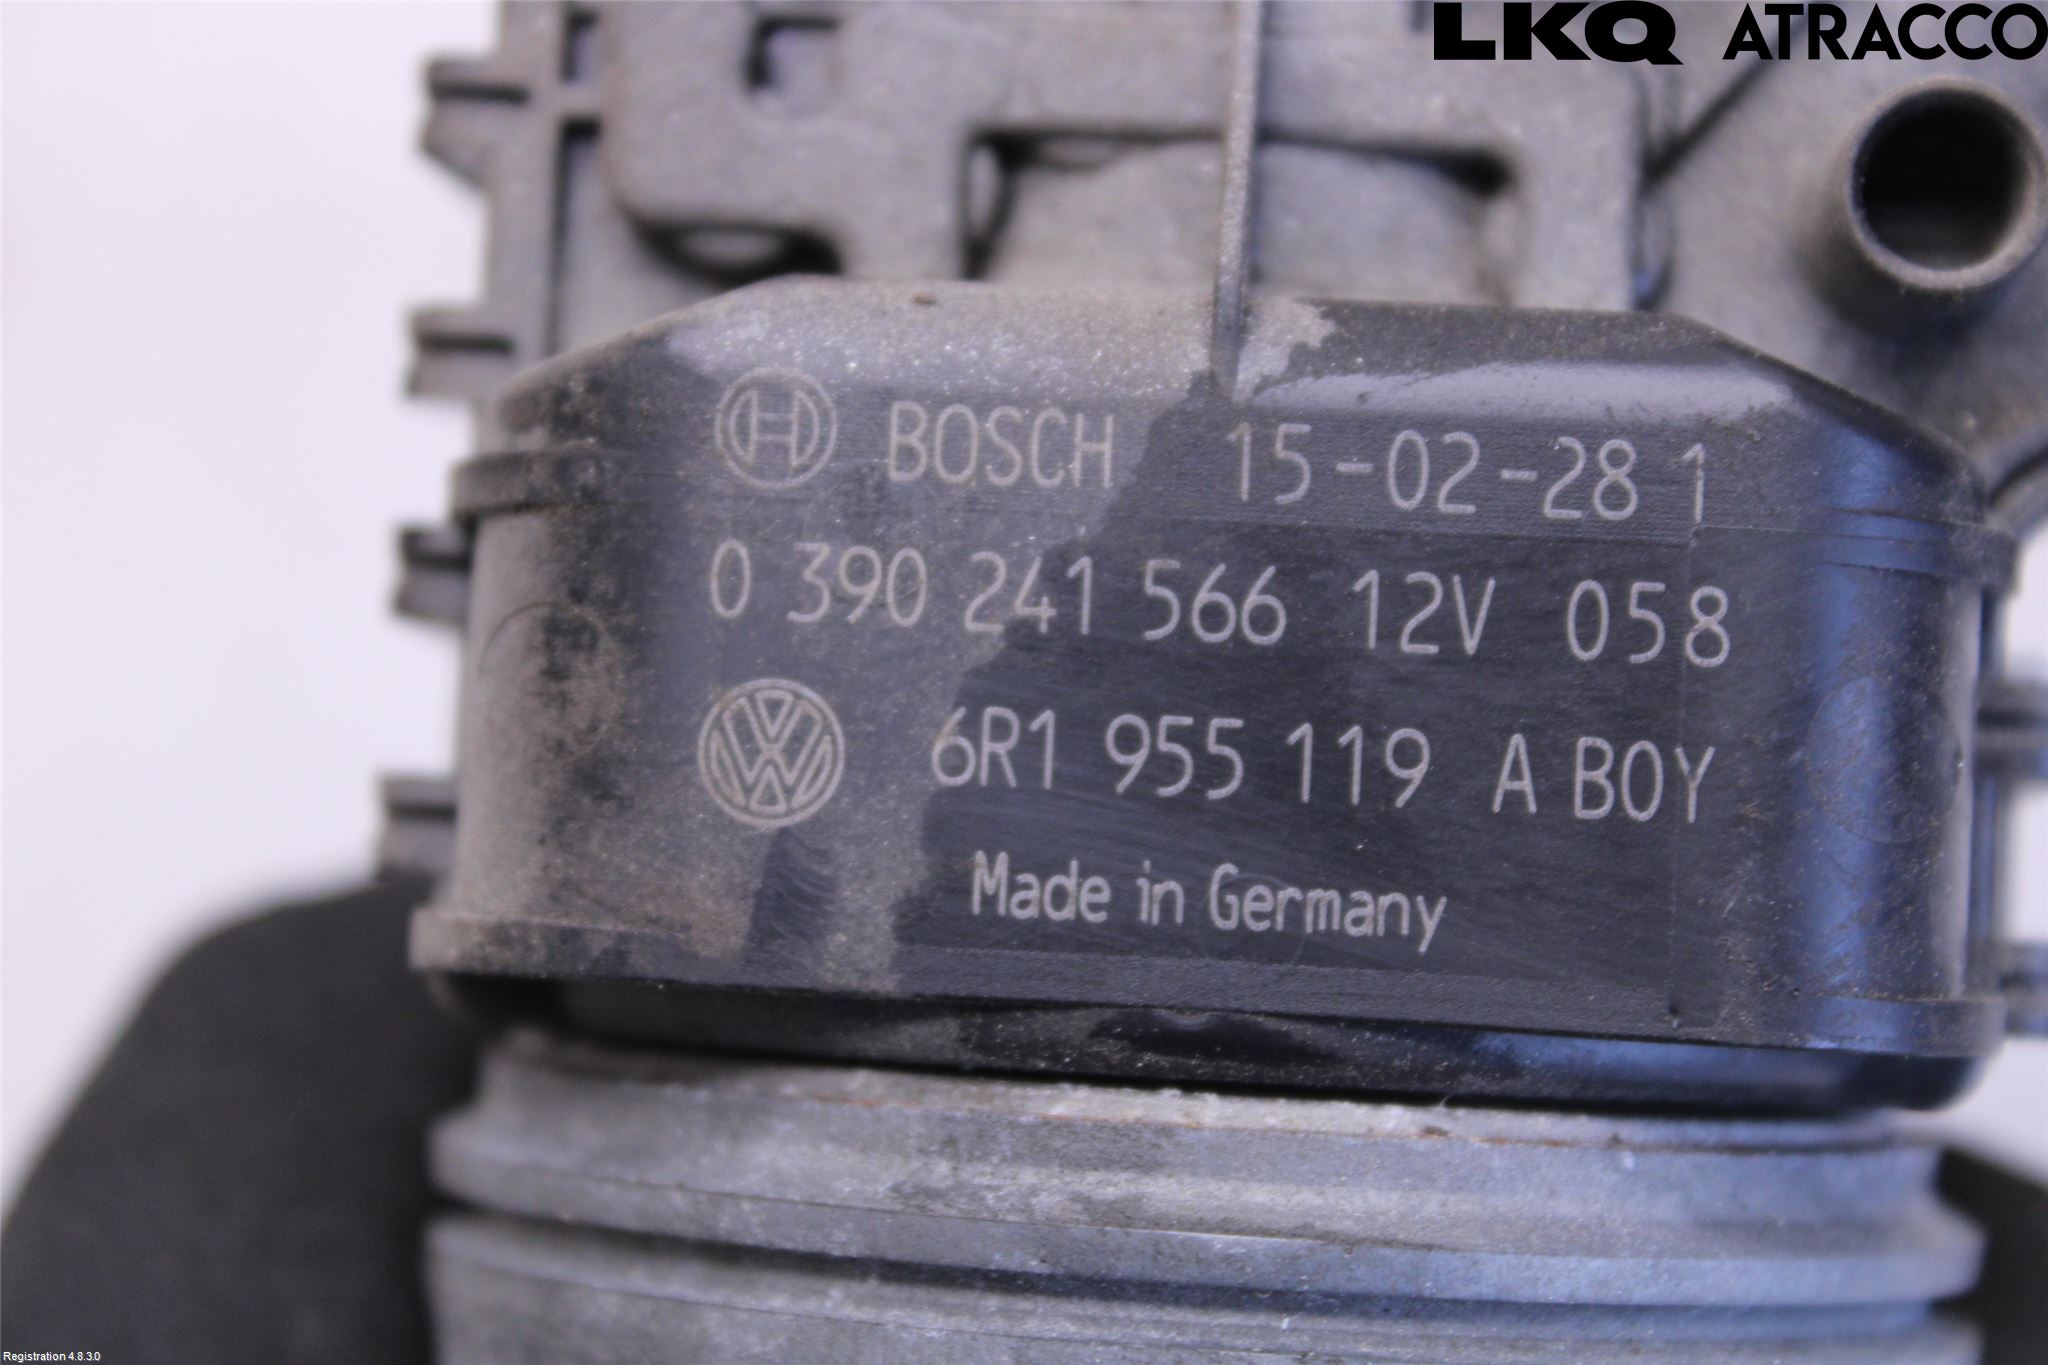 LKQ ATRACCO
BOSCH 15-02-28 1
0 390 241 566 12V 058
6R1 955 119 A B0Y
Made in Germany
Registration 4.8.3.0